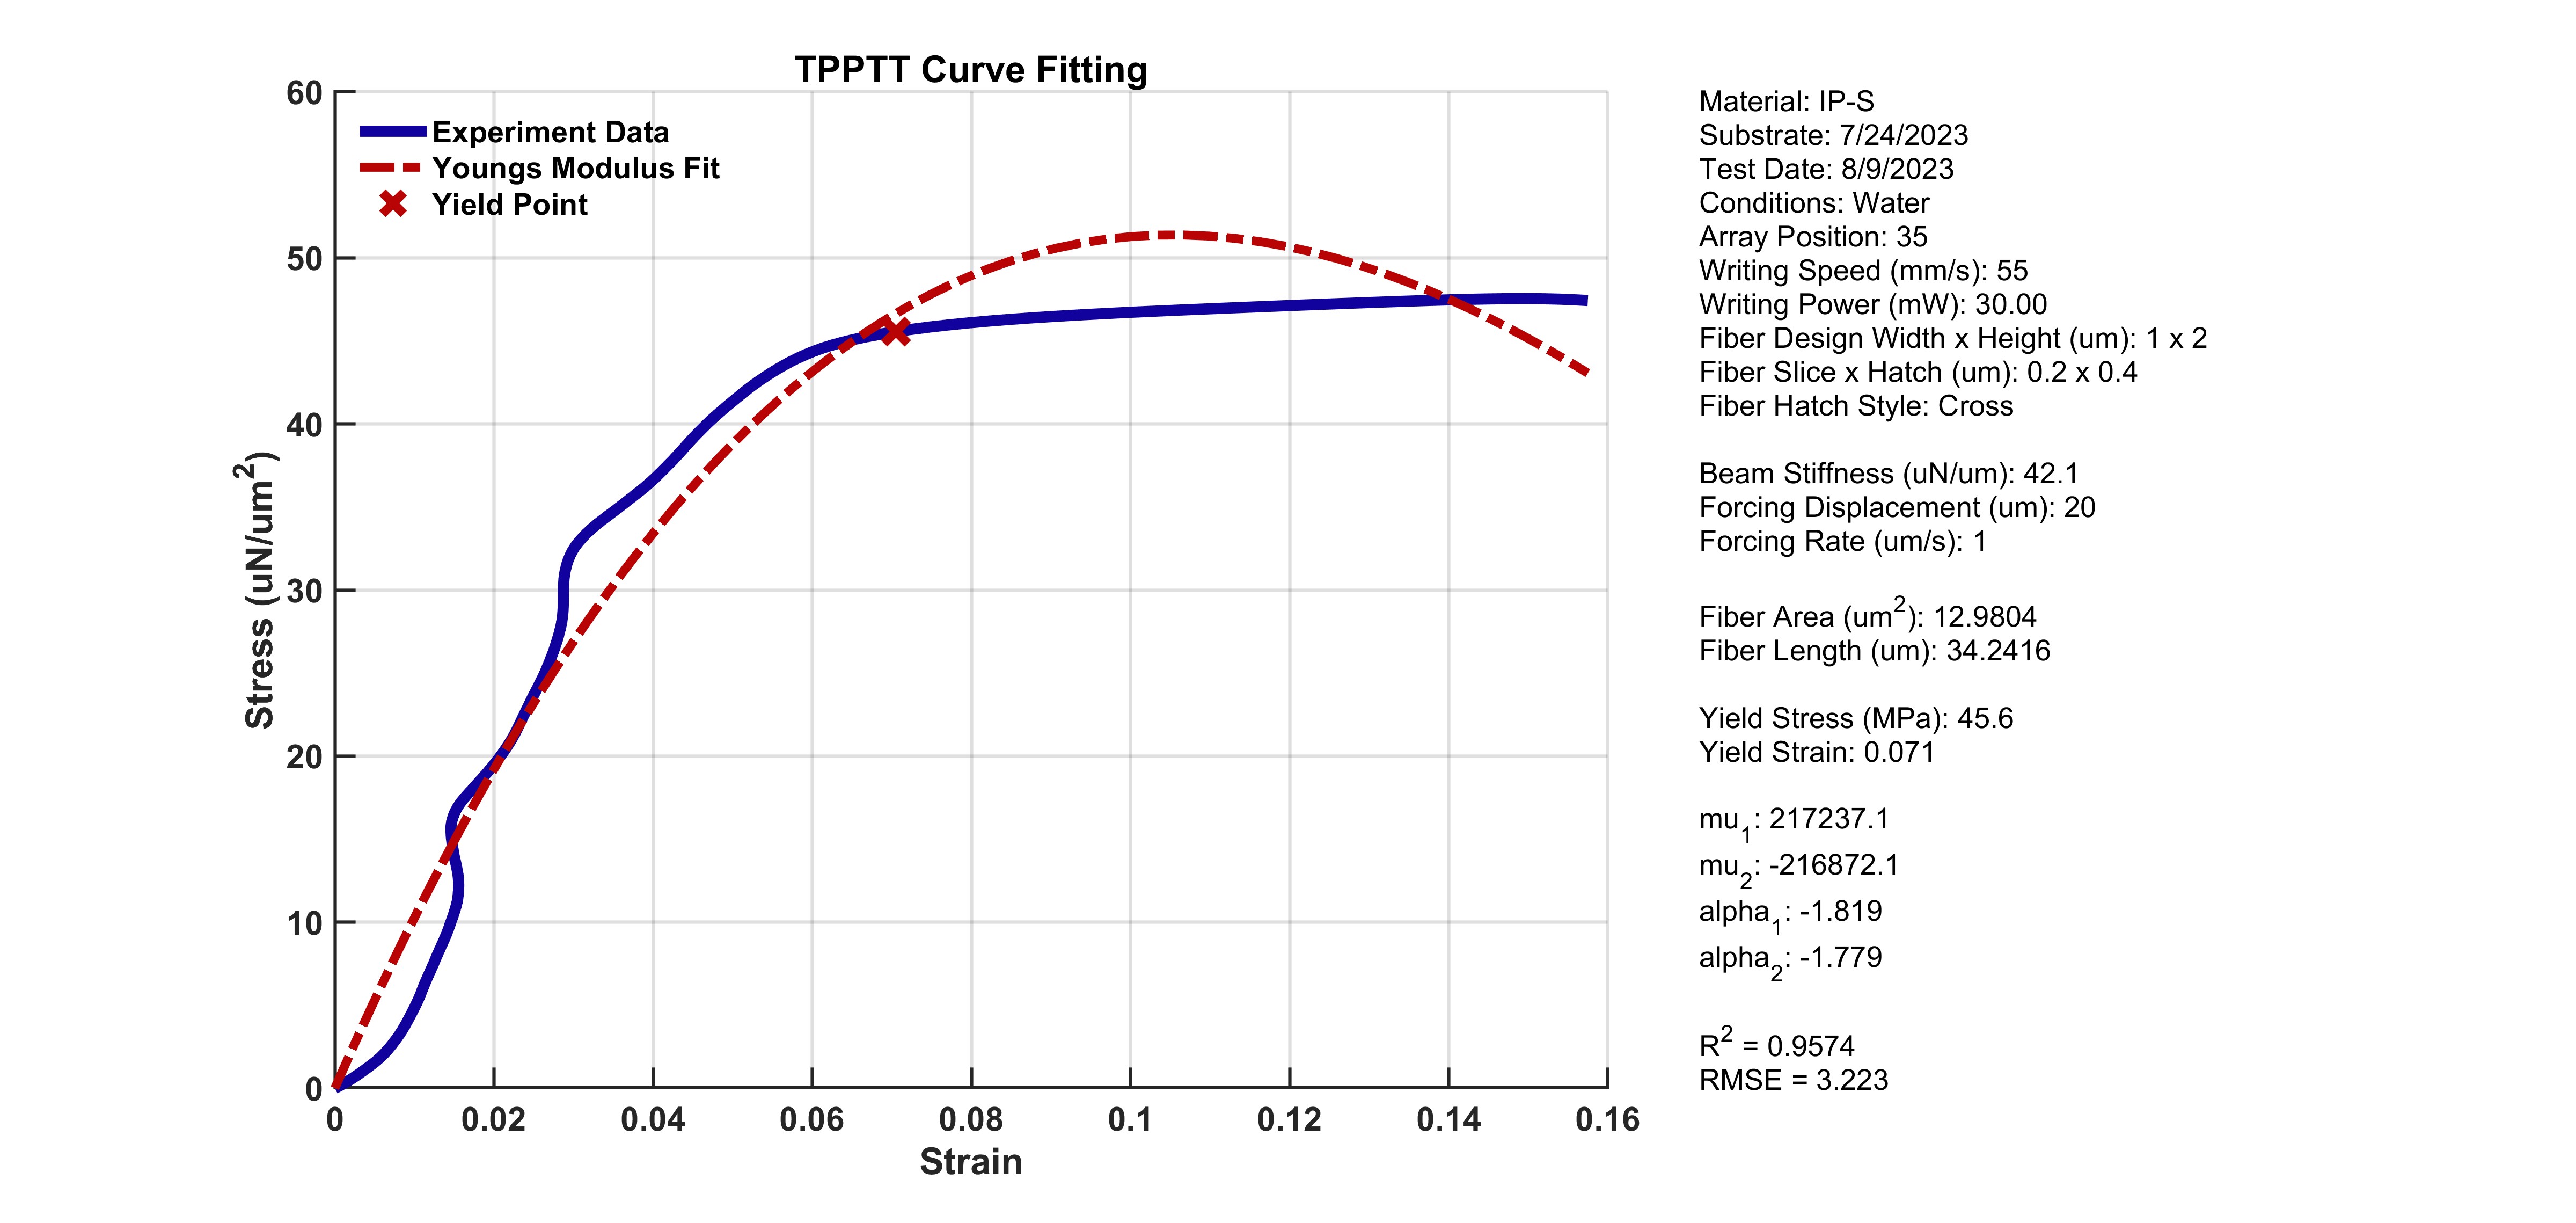 TPPTT Curve Fitting
60
50
40
30
20
10
0
Stress (uN/um²)
Experiment Data
Youngs Modulus Fit
Yield Point
0 0.02 0.04 0.06 0.08 0.1 0.12 0.14 0.16
Strain
Material: IP-S
Substrate: 7/24/2023
Test Date: 8/9/2023
Conditions: Water
Array Position: 35
Writing Speed (mm/s): 55
Writing Power (mW): 30.00
Fiber Design Width x Height (um): 1 x 2
Fiber Slice x Hatch (um): 0.2 x 0.4
Fiber Hatch Style: Cross
Beam Stiffness (uN/um): 42.1
Forcing Displacement (um): 20
Forcing Rate (um/s): 1
Fiber Area (um²): 12.9804
Fiber Length (um): 34.2416
Yield Stress (MPa): 45.6
Yield Strain: 0.071
mu₁: 217237.1
mu₂: -216872.1
alpha₁: -1.819
alpha₂: -1.779
R² = 0.9574
RMSE = 3.223